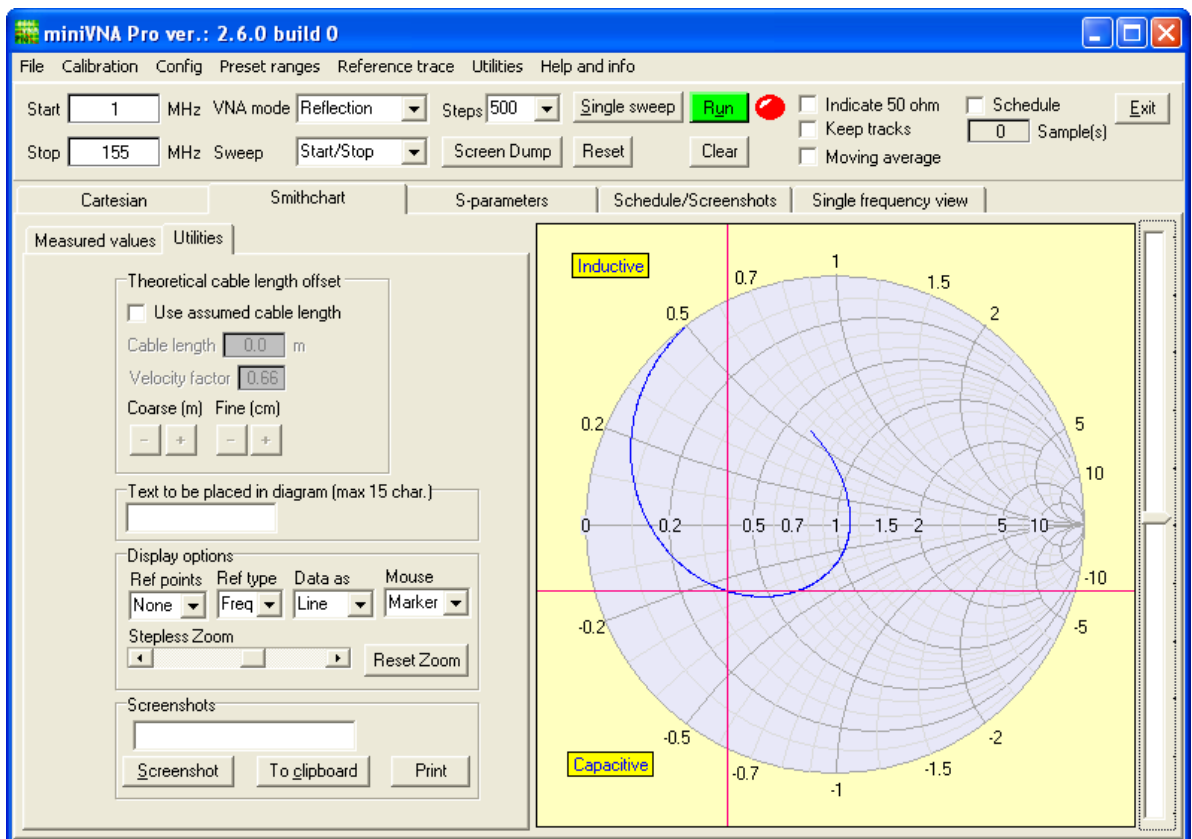 miniVNA Pro ver.: 2.6.0 build 0
File Calibration Config Preset ranges Reference trace Utilities Help and info
Start 1 MHz VNA mode Reflection Steps 500 Single sweep Run Indicate 50 ohm Schedule Exit
Keep tracks 0 Sample(s)
Stop 155 MHz Sweep Start/Stop Screen Dump Reset Clear Moving average
Cartesian Smithchart S-parameters Schedule/Screenshots Single frequency view
Measured values Utilities
Theoretical cable length offset
Use assumed cable length
Cable length 0.0 m
Velocity factor 0.66
Coarse (m) Fine (cm)
- + - +
Text to be placed in diagram (max 15 char.)
Display options
Ref points Ref type Data as Mouse
None Freq Line Marker
Stepless Zoom
Reset Zoom
Screenshots
Screenshot To clipboard Print
Inductive
1
0.7 1.5
0.5 2
0.2 5
10
0 0.2 0.5 0.7 1 1.5 2 5 10
-10
-0.2 -5
-0.5 -2
Capacitive -0.7 -1.5
-1